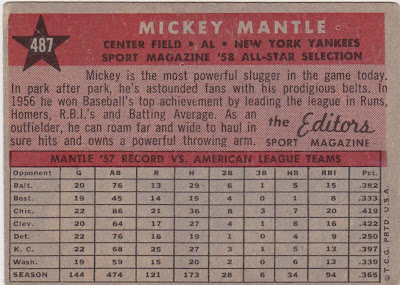 487
MICKEY MANTLE
CENTER FIELD • AL • NEW YORK YANKEES
SPORT MAGAZINE '58 ALL-STAR SELECTION
Mickey is the most powerful slugger in the game today.
In park after park, he's astounded fans with his prodigious belts. In
1956 he won Baseball's top achievement by leading the league in Runs,
Homers, R.B.I.'s and Batting Average. As an
outfielder, he can roam far and wide to haul in
sure hits and owns a powerful throwing arm.
the Editors
SPORT MAGAZINE
MANTLE '57 RECORD VS. AMERICAN LEAGUE TEAMS
Opponent G AB R H 2B 3B HR RBI Pct.
Balt. 20 76 13 29 6 1 5 15 .382
Bost. 19 45 14 15 4 0 1 8 .333
Chic. 22 86 21 36 8 3 7 20 .419
Clev. 20 64 17 27 4 1 5 13 .422
Det. 22 76 14 19 0 0 4 10 .250
K. C. 22 68 25 27 3 1 5 13 .397
Wash. 19 59 15 20 2 0 7 15 .339
SEASON 144 474 121 173 28 6 34 94 .365
© T.C.G. PRTD. U.S.A.